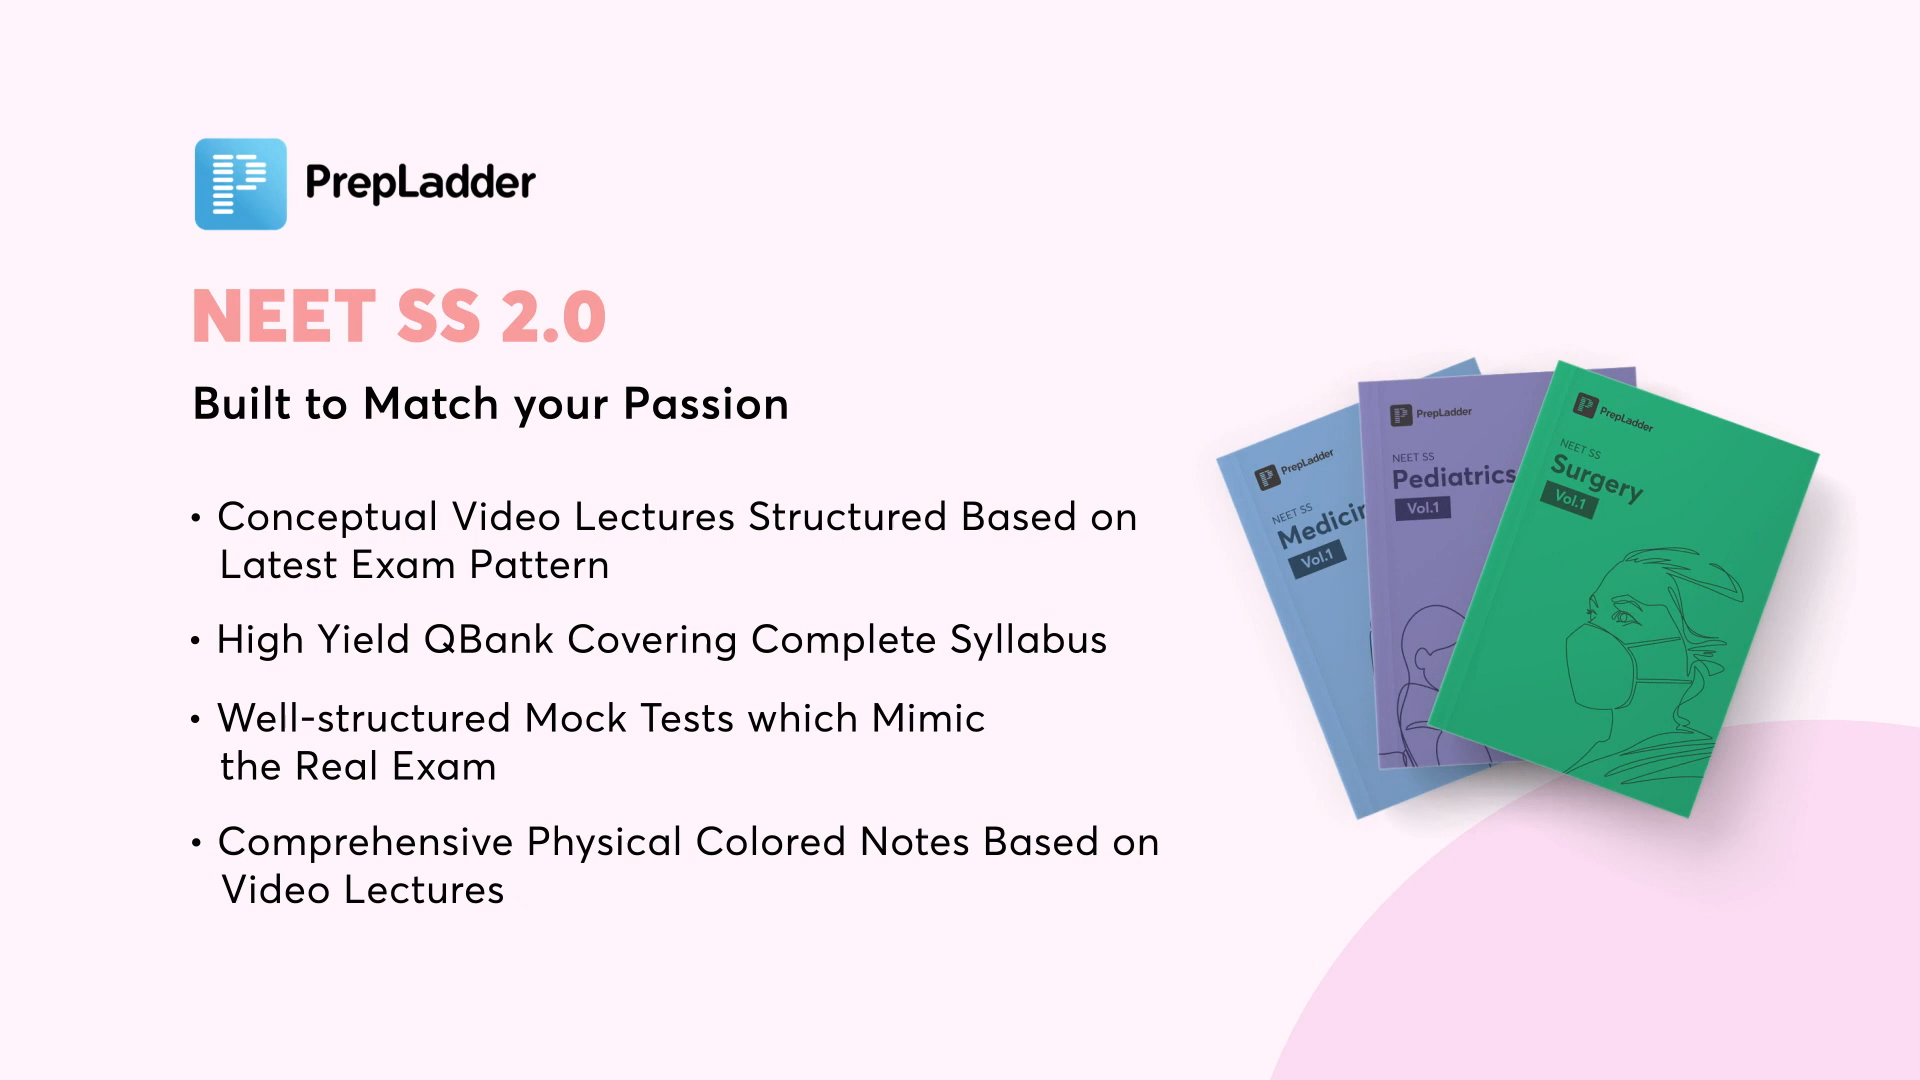 PrepLadder
NEET SS 2.0
Built to Match your Passion
• Conceptual Video Lectures Structured Based on
Latest Exam Pattern
• High Yield QBank Covering Complete Syllabus
• Well-structured Mock Tests which Mimic
the Real Exam
• Comprehensive Physical Colored Notes Based on
Video Lectures
PrepLadder
NEET SS
Vol.1
PrepLadder
NEET SS
Pediatrics
Vol.1
PrepLadder
NEET SS
Surgery
Vol.1